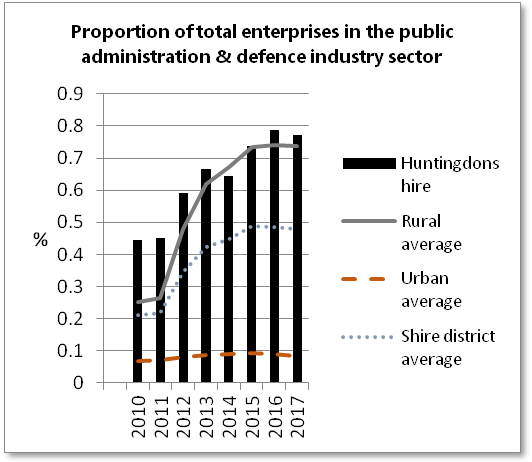 Proportion of total enterprises in the public
administration & defence industry sector
0.9
0.8
0.7
0.6
0.5
0.4
0.3
0.2
0.1
0
%
2010
2011
2012
2013
2014
2015
2016
2017
Huntingdons
hire
Rural
average
Urban
average
Shire district
average